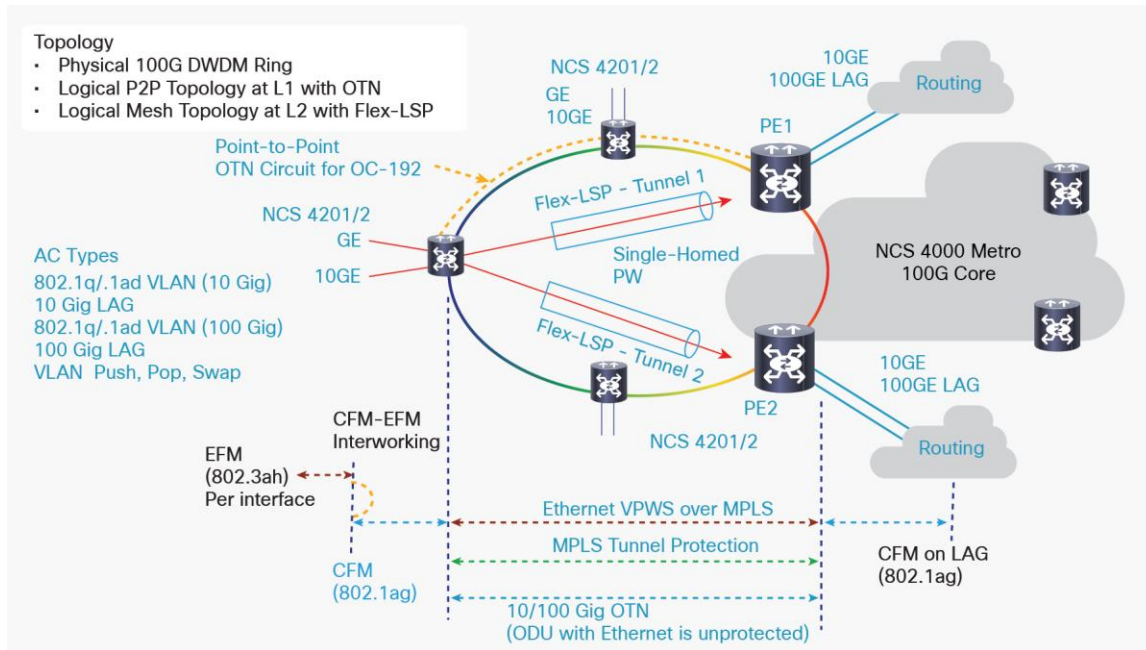 Topology
• Physical 100G DWDM Ring
• Logical P2P Topology at L1 with OTN
• Logical Mesh Topology at L2 with Flex-LSP
NCS 4201/2
GE
10GE
10GE
100GE LAG
Routing
PE1
Point-to-Point
OTN Circuit for OC-192
NCS 4201/2
GE
10GE
Flex-LSP - Tunnel 1
Single-Homed
PW
Flex-LSP - Tunnel 2
NCS 4000 Metro
100G Core
AC Types
802.1q/.1ad VLAN (10 Gig)
10 Gig LAG
802.1q/.1ad VLAN (100 Gig)
100 Gig LAG
VLAN Push, Pop, Swap
PE2
10GE
100GE LAG
NCS 4201/2
Routing
CFM-EFM
Interworking
EFM
(802.3ah)
Per interface
Ethernet VPWS over MPLS
MPLS Tunnel Protection
CFM
(802.1ag)
CFM on LAG
(802.1ag)
10/100 Gig OTN
(ODU with Ethernet is unprotected)